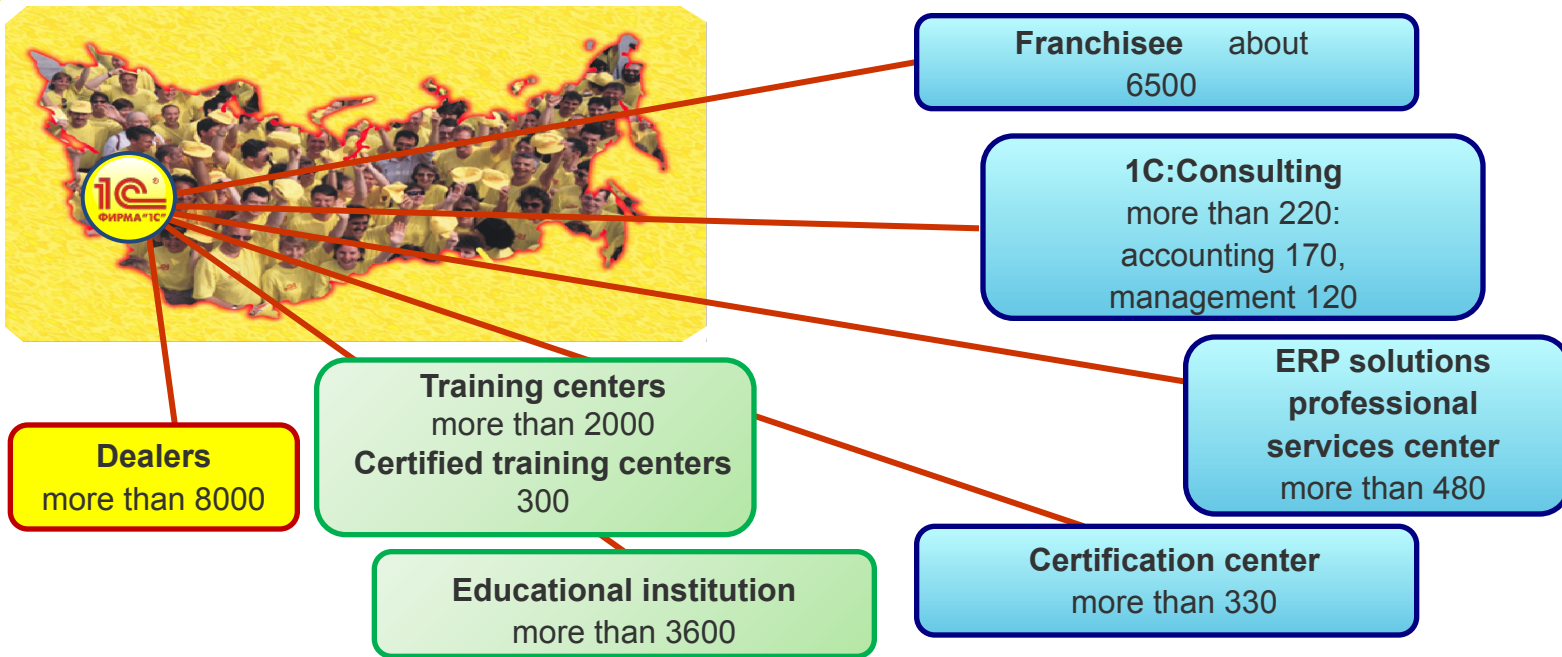 1С®
ФИРМА "1С"
Franchisee about
6500
1C:Consulting
more than 220:
accounting 170,
management 120
ERP solutions
professional
services center
more than 480
Training centers
more than 2000
Certified training centers
300
Dealers
more than 8000
Certification center
more than 330
Educational institution
more than 3600